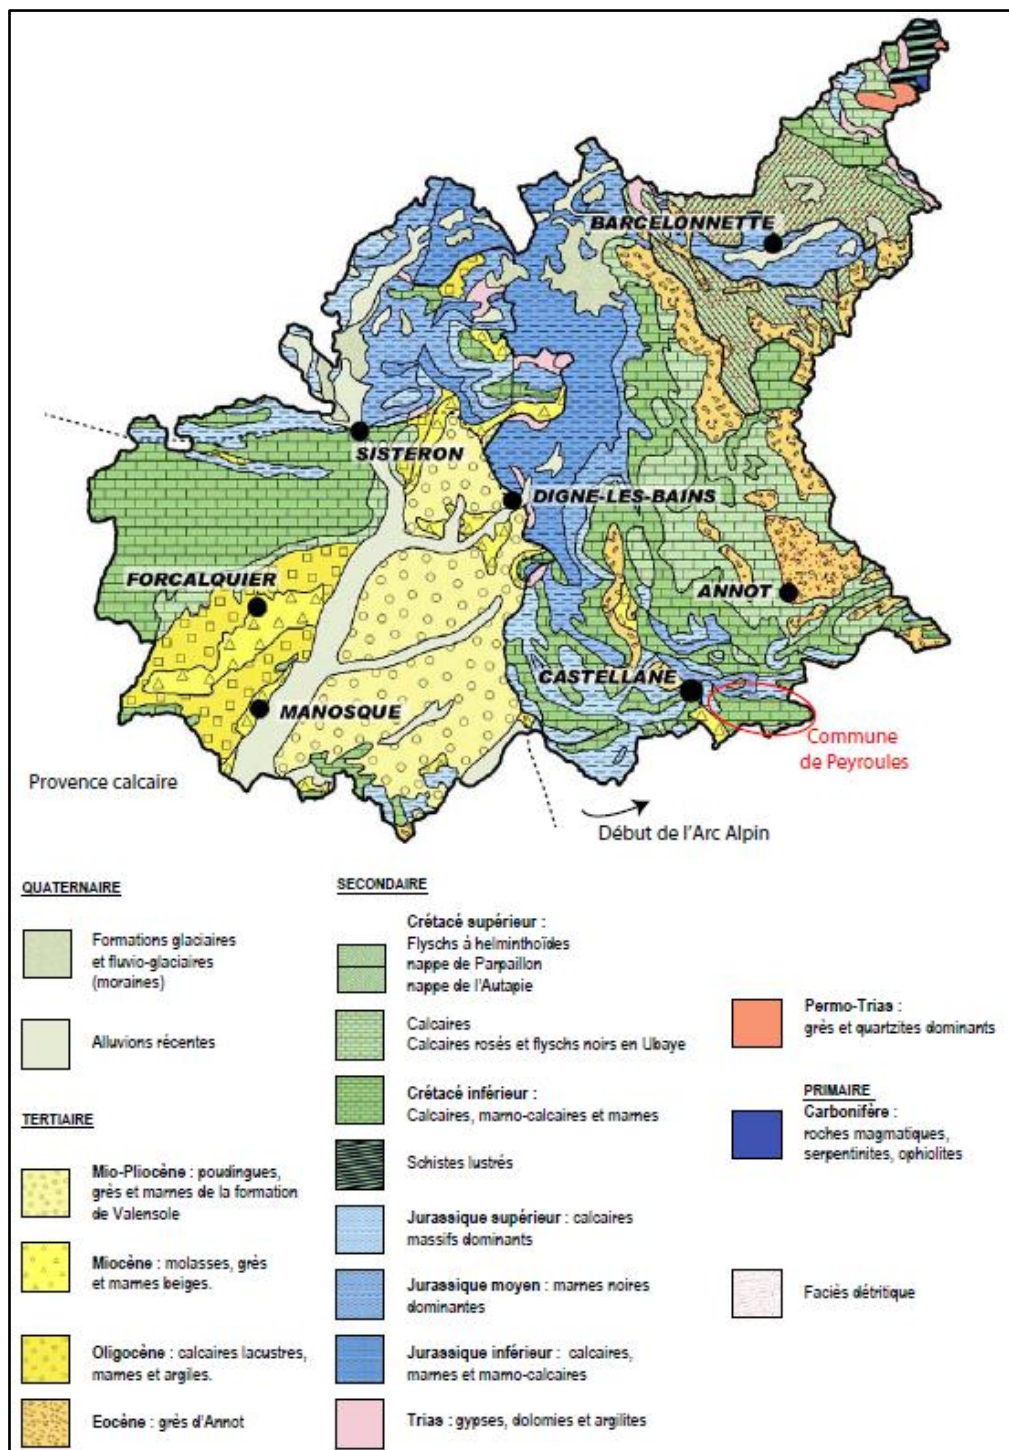 BARCELONNETTE
SISTERON
DIGNE-LES-BAINS
FORCALQUIER
ANNOT
CASTELLANE
MANOSQUE
Commune
de Peyroules
Provence calcaire
Début de l'Arc Alpin
QUATERNAIRE
Formations glaciaires
et fluvio-glaciaires
(moraines)
Alluvions récentes
TERTIAIRE
Mio-Pliocène : poudingues,
grès et marnes de la formation
de Valensole
Miocène : molasses, grès
et marnes beiges.
Oligocène : calcaires lacustres,
marnes et argiles.
Eocène : grès d'Annot
SECONDAIRE
Crétacé supérieur :
Flyschs à helminthoïdes
nappe de Parpaillon
nappe de l'Autapie
Calcaires
Calcaires rosés et flyschs noirs en Ubaye
Crétacé inférieur :
Calcaires, marno-calcaires et marnes
Schistes lustrés
Jurassique supérieur : calcaires
massifs dominants
Jurassique moyen : marnes noires
dominantes
Jurassique inférieur : calcaires,
marnes et marno-calcaires
Trias : gypses, dolomies et argilites
Permo-Trias :
grès et quartzites dominants
PRIMAIRE
Carbonifère :
roches magmatiques,
serpentinites, ophiolites
Faciès détritique